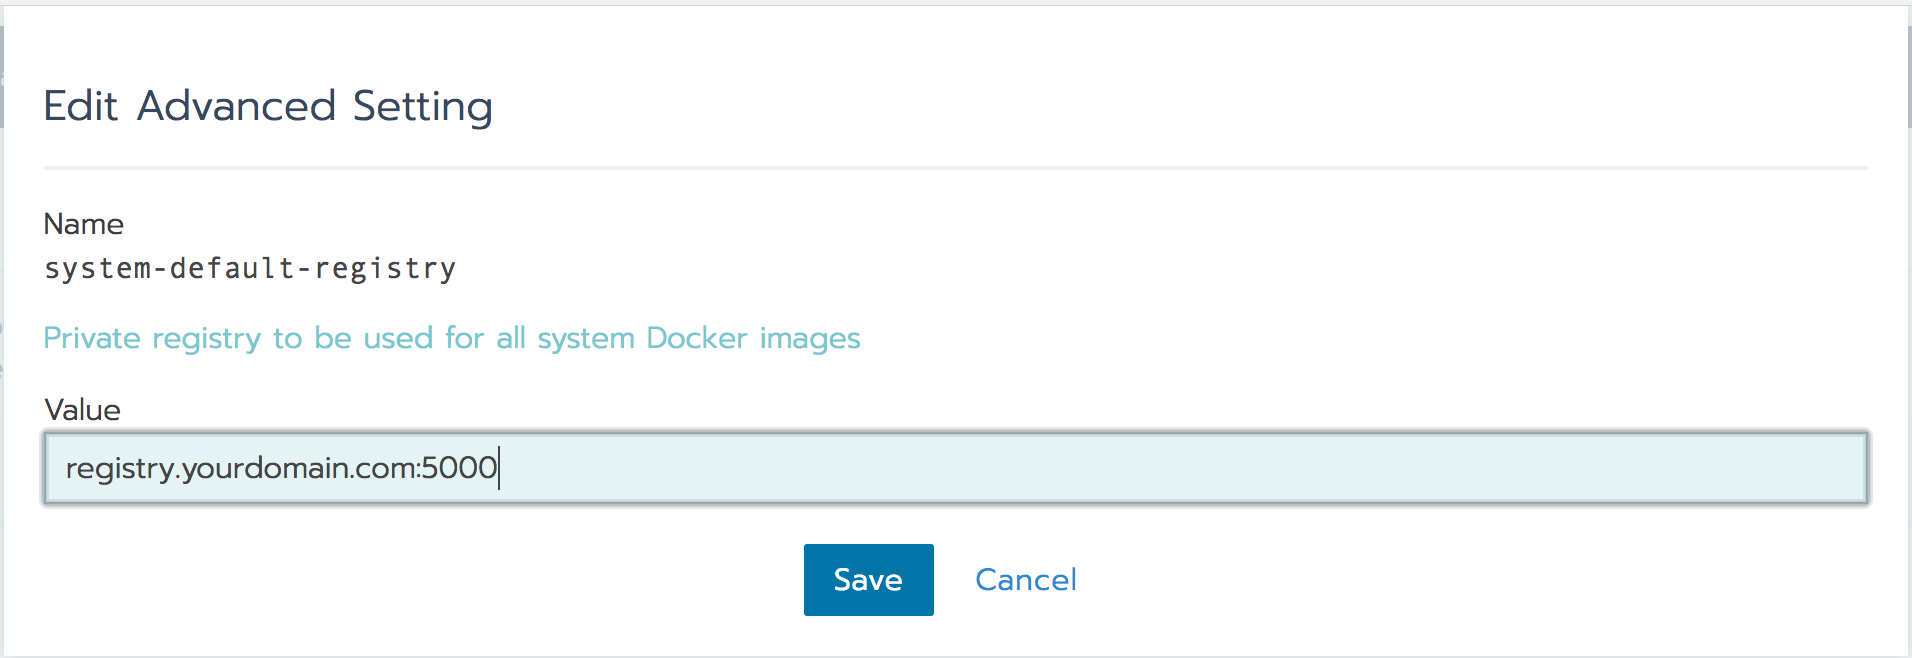 Edit Advanced Setting
Name
system-default-registry
Private registry to be used for all system Docker images
Value
registry.yourdomain.com:5000
Save Cancel